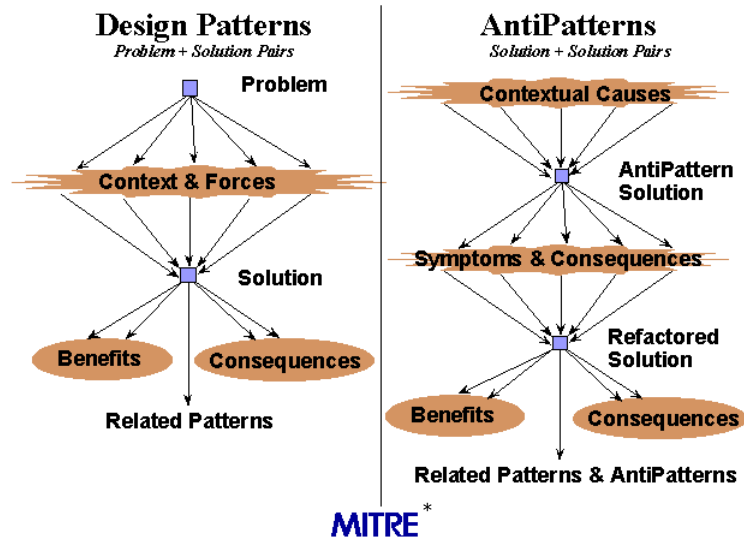 Design Patterns
Problem + Solution Pairs
Problem
Context & Forces
Solution
Benefits
Consequences
Related Patterns
AntiPatterns
Solution + Solution Pairs
Contextual Causes
AntiPattern
Solution
Symptoms & Consequences
Refactored
Solution
Benefits
Consequences
Related Patterns & AntiPatterns
MITRE*